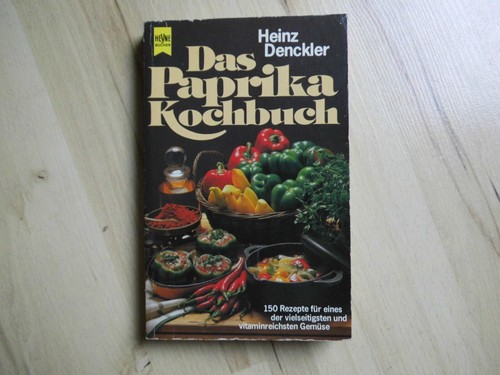 HEYNE
BÜCHER
Heinz
Denckler
Das
Paprika
Kochbuch
150 Rezepte für eines
der vielseitigsten und
vitaminreichsten Gemüse